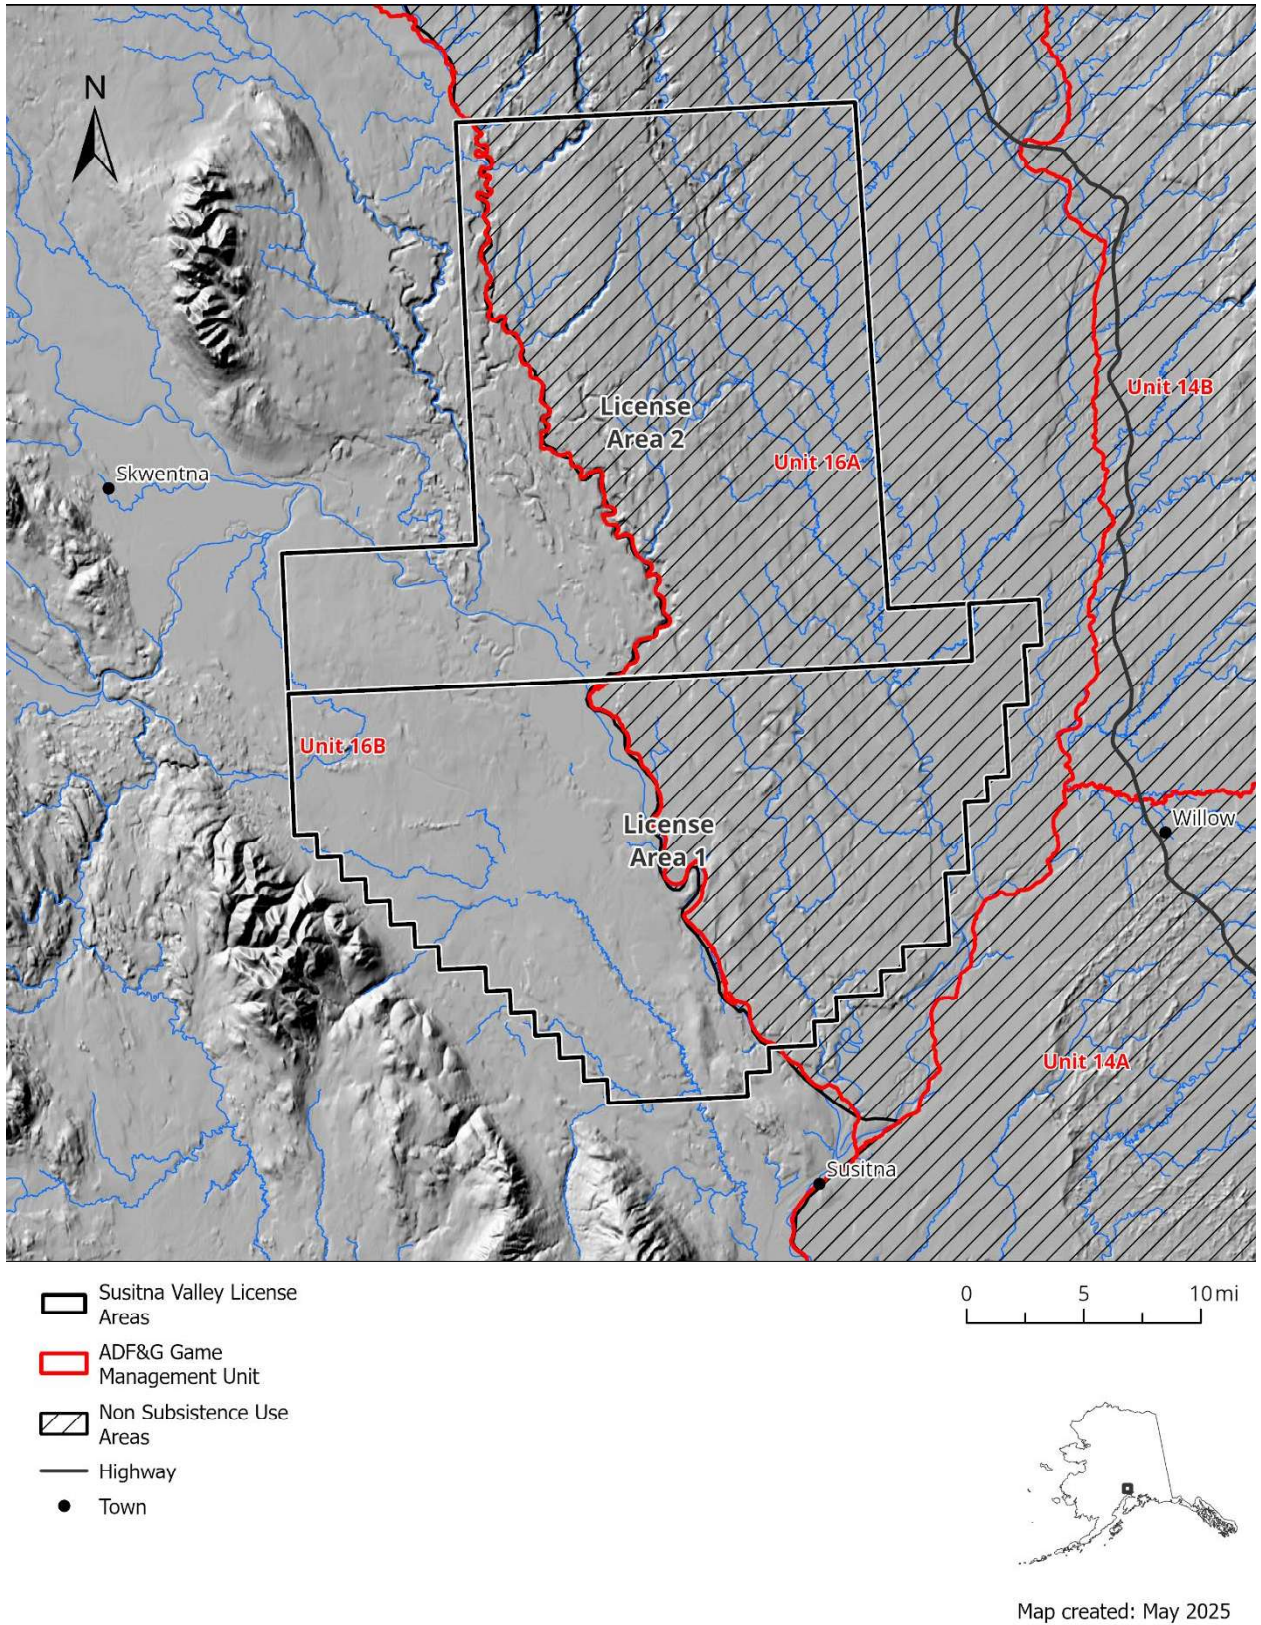 N
License
Area 2
Unit 14B
Unit 16A
Skwentna
Unit 16B
License
Area 1
Willow
Unit 14A
Susitna
Susitna Valley License
Areas
ADF&G Game
Management Unit
Non Subsistence Use
Areas
Highway
Town
0 5 10 mi
Map created: May 2025